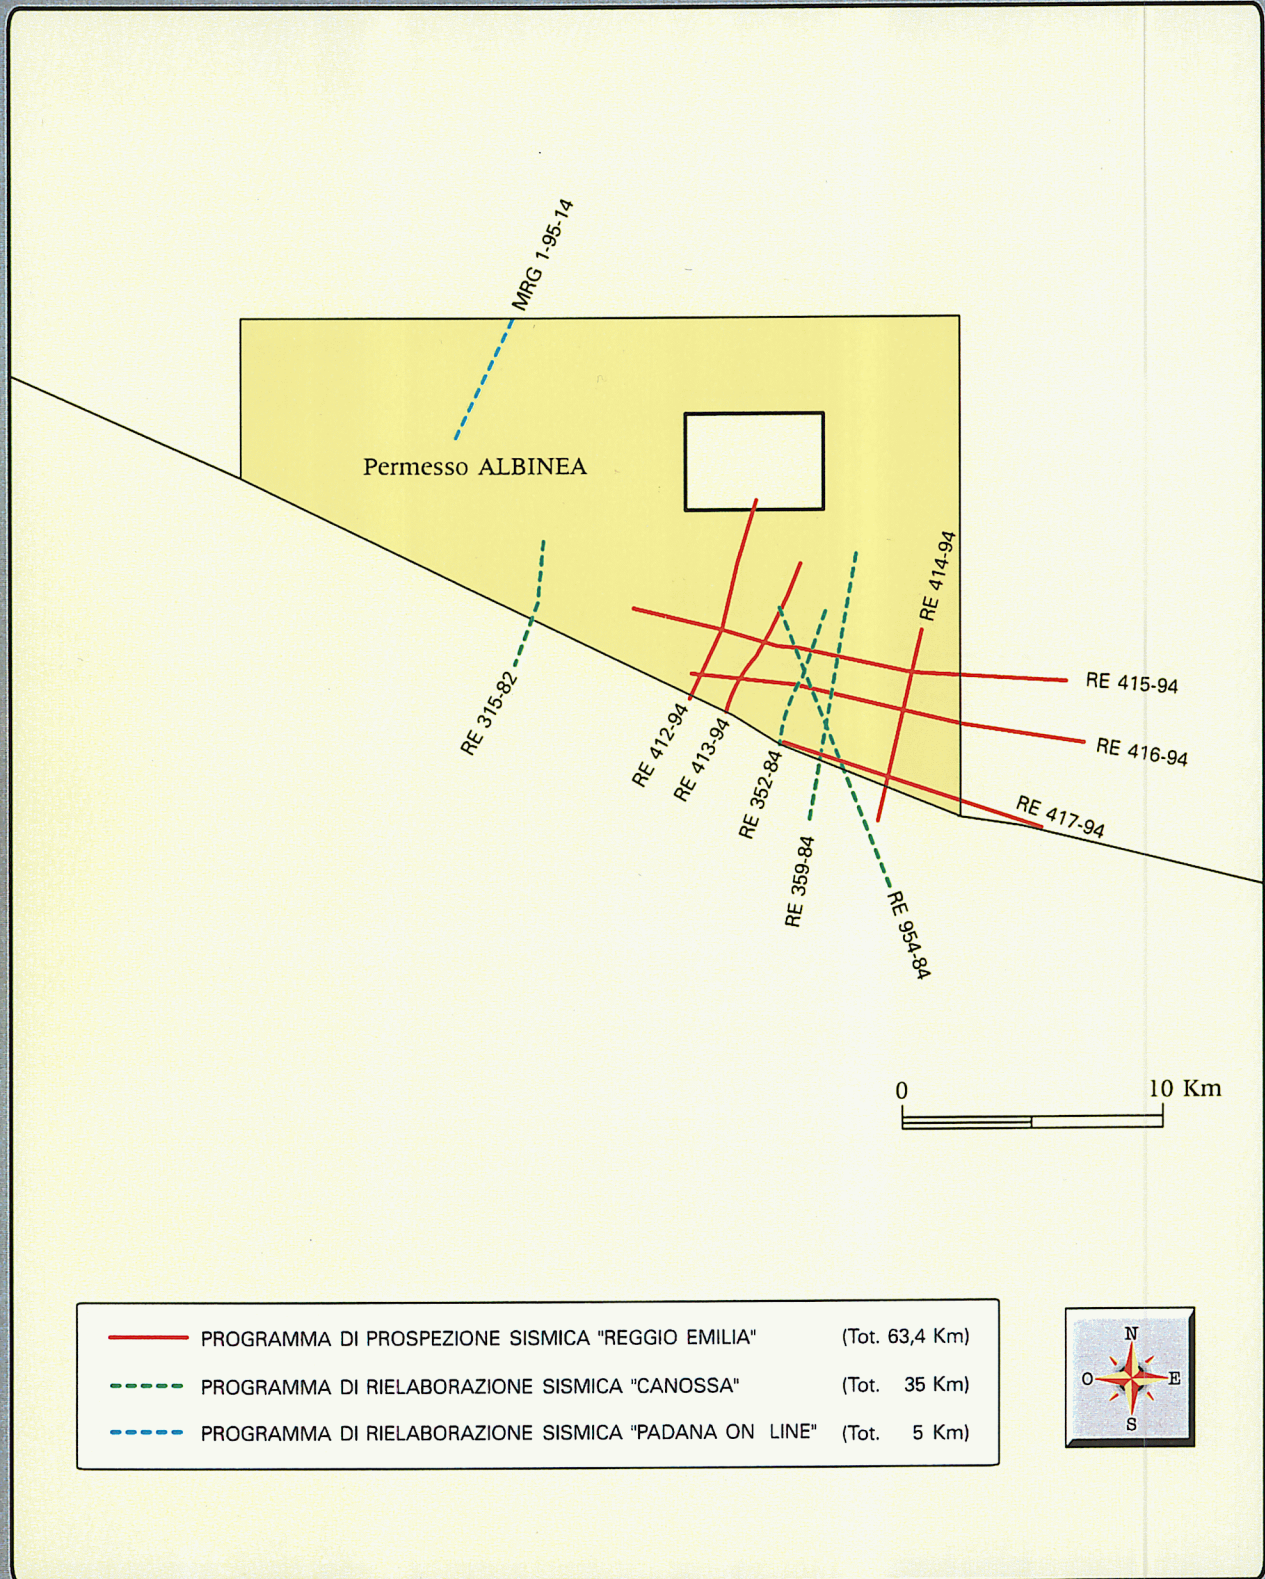 MRG 1-95-14
Permesso ALBINEA
RE 414-94
RE 315-82
RE 412-94
RE 413-94
RE 352-84
RE 359-84
RE 954-84
RE 415-94
RE 416-94
RE 417-94
0 10 Km
PROGRAMMA DI PROSPEZIONE SISMICA "REGGIO EMILIA" (Tot. 63,4 Km)
PROGRAMMA DI RIELABORAZIONE SISMICA "CANOSSA" (Tot. 35 Km)
PROGRAMMA DI RIELABORAZIONE SISMICA "PADANA ON LINE" (Tot. 5 Km)
N
O E
S